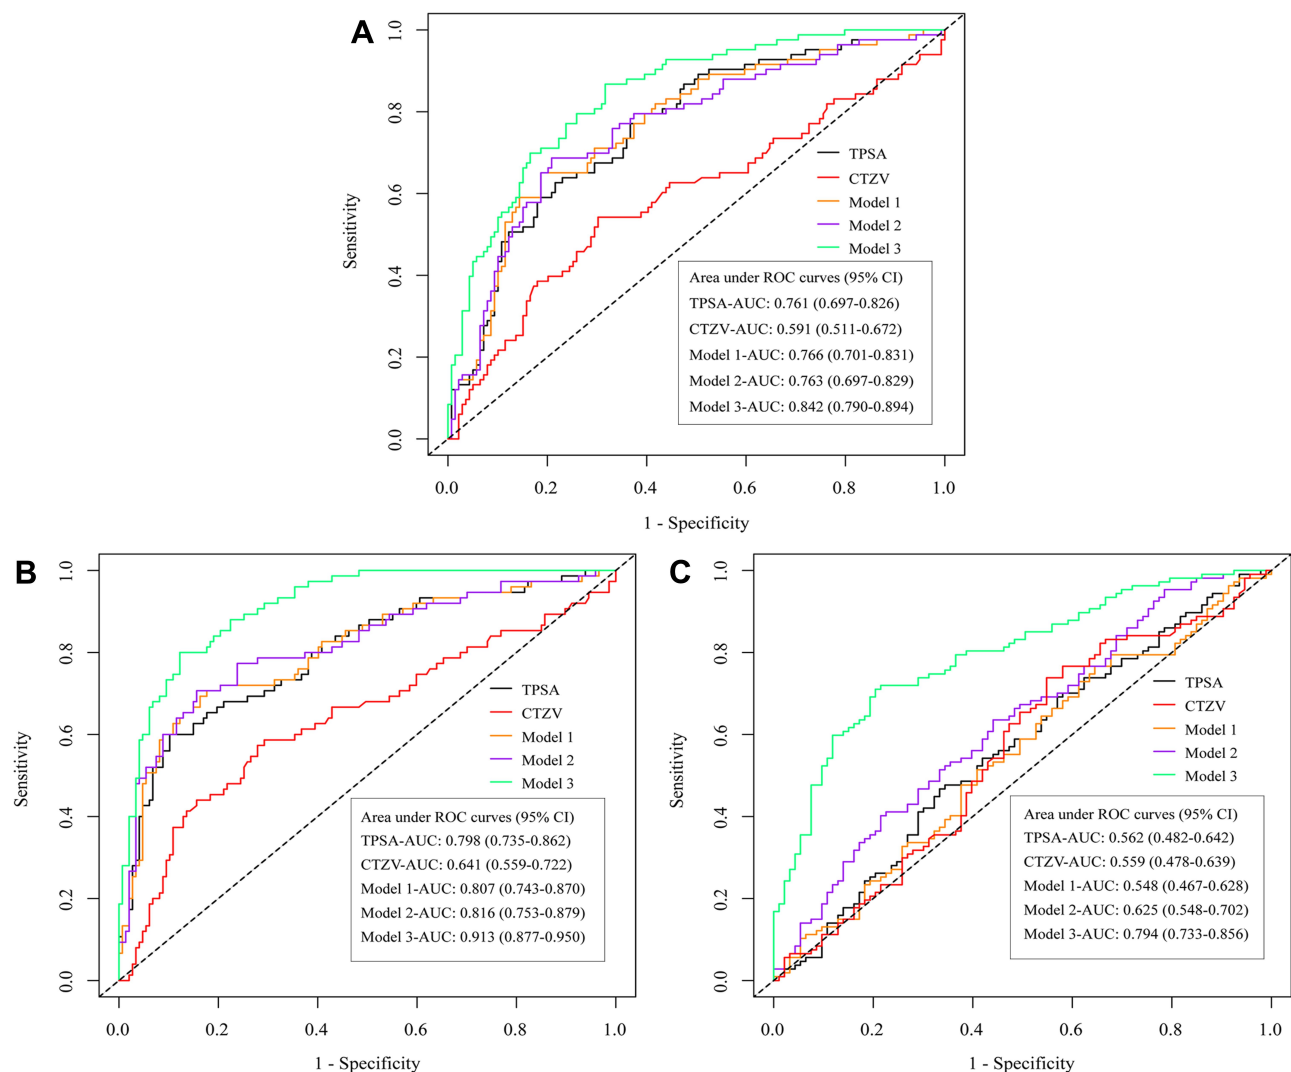 A
1.0
0.8
0.6
0.4
0.2
0.0
Sensitivity
TPSA
CTZV
Model 1
Model 2
Model 3
Area under ROC curves (95% CI)
TPSA-AUC: 0.761 (0.697-0.826)
CTZV-AUC: 0.591 (0.511-0.672)
Model 1-AUC: 0.766 (0.701-0.831)
Model 2-AUC: 0.763 (0.697-0.829)
Model 3-AUC: 0.842 (0.790-0.894)
0.0 0.2 0.4 0.6 0.8 1.0
1 - Specificity
B
1.0
0.8
0.6
0.4
0.2
0.0
Sensitivity
TPSA
CTZV
Model 1
Model 2
Model 3
Area under ROC curves (95% CI)
TPSA-AUC: 0.798 (0.735-0.862)
CTZV-AUC: 0.641 (0.559-0.722)
Model 1-AUC: 0.807 (0.743-0.870)
Model 2-AUC: 0.816 (0.753-0.879)
Model 3-AUC: 0.913 (0.877-0.950)
0.0 0.2 0.4 0.6 0.8 1.0
1 - Specificity
C
1.0
0.8
0.6
0.4
0.2
0.0
Sensitivity
TPSA
CTZV
Model 1
Model 2
Model 3
Area under ROC curves (95% CI)
TPSA-AUC: 0.562 (0.482-0.642)
CTZV-AUC: 0.559 (0.478-0.639)
Model 1-AUC: 0.548 (0.467-0.628)
Model 2-AUC: 0.625 (0.548-0.702)
Model 3-AUC: 0.794 (0.733-0.856)
0.0 0.2 0.4 0.6 0.8 1.0
1 - Specificity